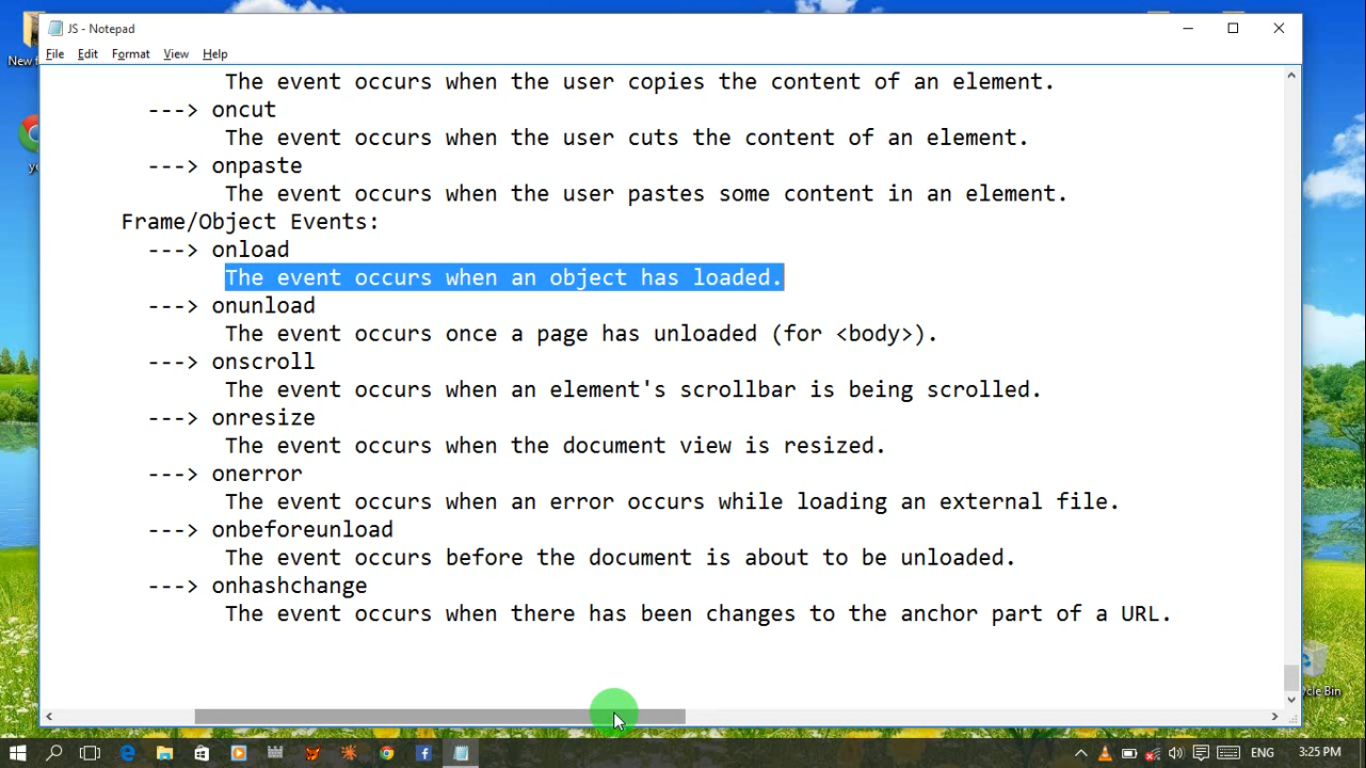 JS - Notepad
File Edit Format View Help
The event occurs when the user copies the content of an element.
---> oncut
The event occurs when the user cuts the content of an element.
---> onpaste
The event occurs when the user pastes some content in an element.
Frame/Object Events:
---> onload
The event occurs when an object has loaded.
---> onunload
The event occurs once a page has unloaded (for <body>).
---> onscroll
The event occurs when an element's scrollbar is being scrolled.
---> onresize
The event occurs when the document view is resized.
---> onerror
The event occurs when an error occurs while loading an external file.
---> onbeforeunload
The event occurs before the document is about to be unloaded.
---> onhashchange
The event occurs when there has been changes to the anchor part of a URL.
New
Bin
ENG 3:25 PM